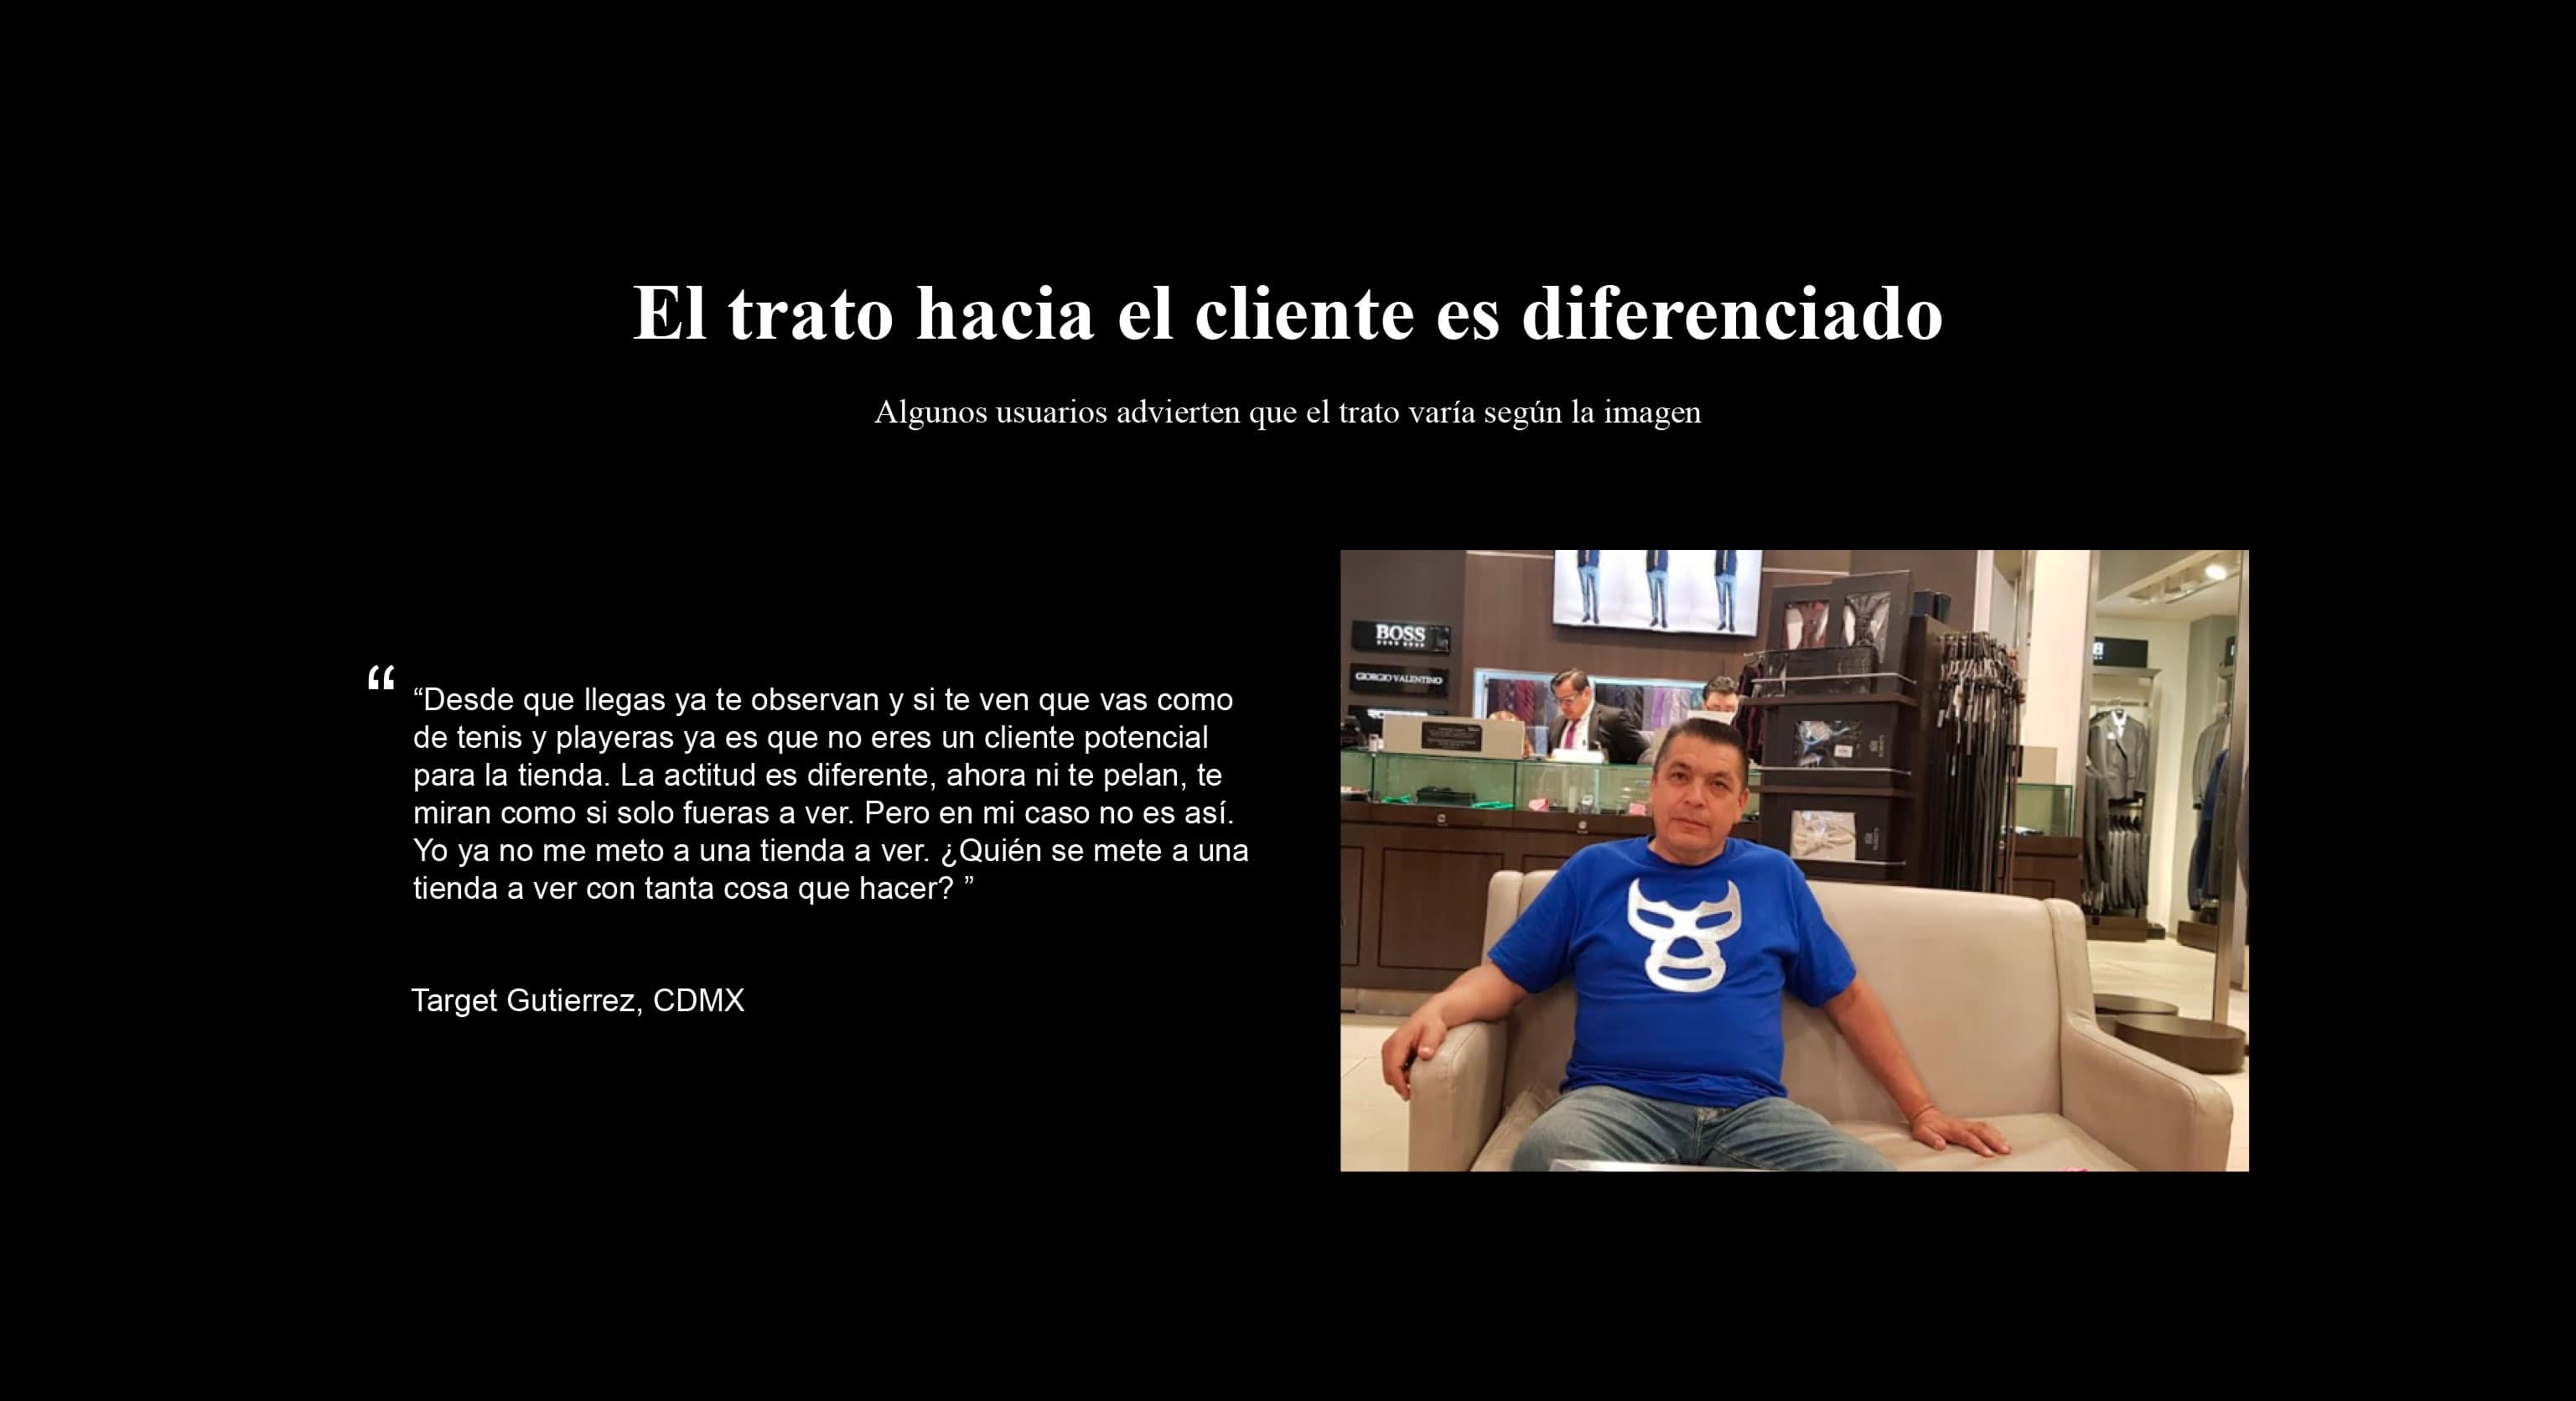 El trato hacia el cliente es diferenciado
Algunos usuarios advierten que el trato varía según la imagen
“
“Desde que llegas ya te observan y si te ven que vas como
de tenis y playeras ya es que no eres un cliente potencial
para la tienda. La actitud es diferente, ahora ni te pelan, te
miran como si solo fueras a ver. Pero en mi caso no es así.
Yo ya no me meto a una tienda a ver. ¿Quién se mete a una
tienda a ver con tanta cosa que hacer? ”
Target Gutierrez, CDMX
BOSS
GIORGIO VALENTINO